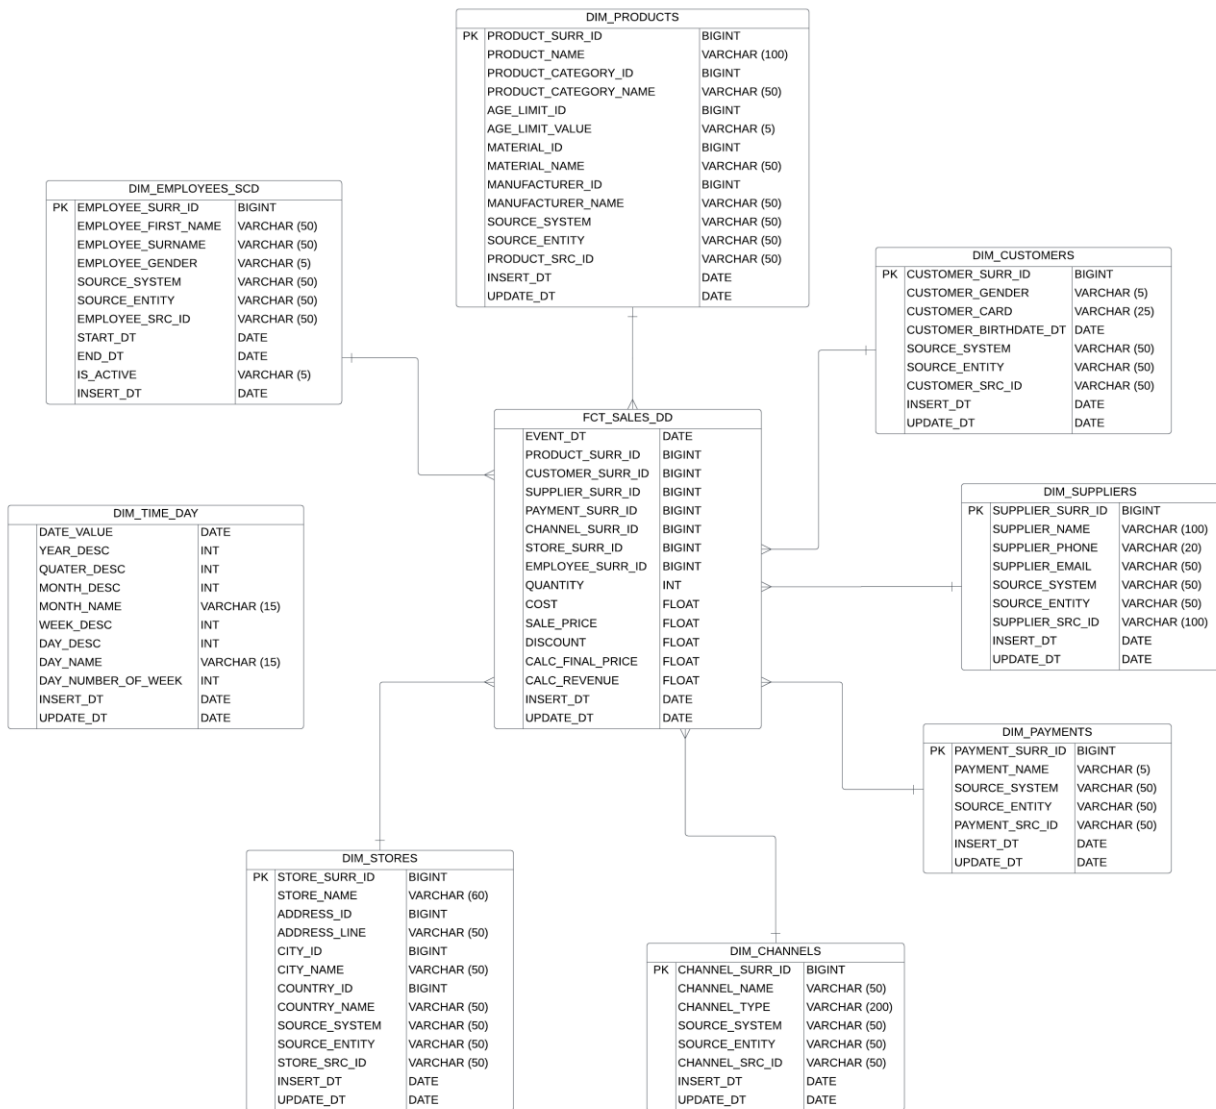 DIM_PRODUCTS
PK PRODUCT_SURR_ID BIGINT
PRODUCT_NAME VARCHAR (100)
PRODUCT_CATEGORY_ID BIGINT
PRODUCT_CATEGORY_NAME VARCHAR (50)
AGE_LIMIT_ID BIGINT
AGE_LIMIT_VALUE VARCHAR (5)
MATERIAL_ID BIGINT
MATERIAL_NAME VARCHAR (50)
MANUFACTURER_ID BIGINT
MANUFACTURER_NAME VARCHAR (50)
SOURCE_SYSTEM VARCHAR (50)
SOURCE_ENTITY VARCHAR (50)
PRODUCT_SRC_ID VARCHAR (50)
INSERT_DT DATE
UPDATE_DT DATE
DIM_EMPLOYEES_SCD
PK EMPLOYEE_SURR_ID BIGINT
EMPLOYEE_FIRST_NAME VARCHAR (50)
EMPLOYEE_SURNAME VARCHAR (50)
EMPLOYEE_GENDER VARCHAR (5)
SOURCE_SYSTEM VARCHAR (50)
SOURCE_ENTITY VARCHAR (50)
EMPLOYEE_SRC_ID VARCHAR (50)
START_DT DATE
END_DT DATE
IS_ACTIVE VARCHAR (5)
INSERT_DT DATE
DIM_CUSTOMERS
PK CUSTOMER_SURR_ID BIGINT
CUSTOMER_GENDER VARCHAR (5)
CUSTOMER_CARD VARCHAR (25)
CUSTOMER_BIRTHDATE_DT DATE
SOURCE_SYSTEM VARCHAR (50)
SOURCE_ENTITY VARCHAR (50)
CUSTOMER_SRC_ID VARCHAR (50)
INSERT_DT DATE
UPDATE_DT DATE
FCT_SALES_DD
EVENT_DT DATE
PRODUCT_SURR_ID BIGINT
CUSTOMER_SURR_ID BIGINT
SUPPLIER_SURR_ID BIGINT
PAYMENT_SURR_ID BIGINT
CHANNEL_SURR_ID BIGINT
STORE_SURR_ID BIGINT
EMPLOYEE_SURR_ID BIGINT
QUANTITY INT
COST FLOAT
SALE_PRICE FLOAT
DISCOUNT FLOAT
CALC_FINAL_PRICE FLOAT
CALC_REVENUE FLOAT
INSERT_DT DATE
UPDATE_DT DATE
DIM_SUPPLIERS
PK SUPPLIER_SURR_ID BIGINT
SUPPLIER_NAME VARCHAR (100)
SUPPLIER_PHONE VARCHAR (20)
SUPPLIER_EMAIL VARCHAR (50)
SOURCE_SYSTEM VARCHAR (50)
SOURCE_ENTITY VARCHAR (50)
SUPPLIER_SRC_ID VARCHAR (100)
INSERT_DT DATE
UPDATE_DT DATE
DIM_TIME_DAY
DATE_VALUE DATE
YEAR_DESC INT
QUATER_DESC INT
MONTH_DESC INT
MONTH_NAME VARCHAR (15)
WEEK_DESC INT
DAY_DESC INT
DAY_NAME VARCHAR (15)
DAY_NUMBER_OF_WEEK INT
INSERT_DT DATE
UPDATE_DT DATE
DIM_PAYMENTS
PK PAYMENT_SURR_ID BIGINT
PAYMENT_NAME VARCHAR (5)
SOURCE_SYSTEM VARCHAR (50)
SOURCE_ENTITY VARCHAR (50)
PAYMENT_SRC_ID VARCHAR (50)
INSERT_DT DATE
UPDATE_DT DATE
DIM_STORES
PK STORE_SURR_ID BIGINT
STORE_NAME VARCHAR (60)
ADDRESS_ID BIGINT
ADDRESS_LINE VARCHAR (50)
CITY_ID BIGINT
CITY_NAME VARCHAR (50)
COUNTRY_ID BIGINT
COUNTRY_NAME VARCHAR (50)
SOURCE_SYSTEM VARCHAR (50)
SOURCE_ENTITY VARCHAR (50)
STORE_SRC_ID VARCHAR (50)
INSERT_DT DATE
UPDATE_DT DATE
DIM_CHANNELS
PK CHANNEL_SURR_ID BIGINT
CHANNEL_NAME VARCHAR (50)
CHANNEL_TYPE VARCHAR (200)
SOURCE_SYSTEM VARCHAR (50)
SOURCE_ENTITY VARCHAR (50)
CHANNEL_SRC_ID VARCHAR (50)
INSERT_DT DATE
UPDATE_DT DATE